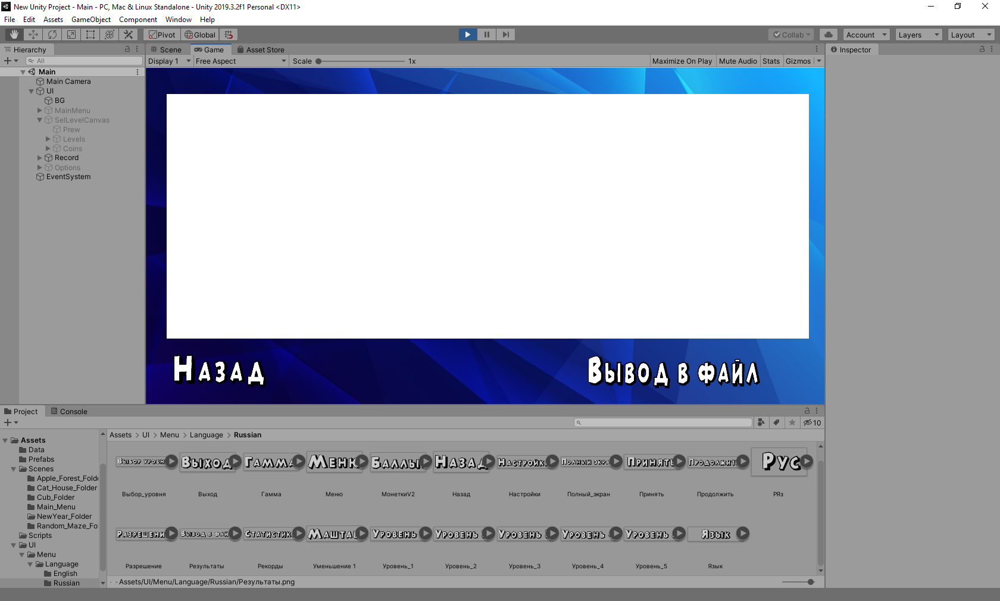 New Unity Project - Main - PC, Mac & Linux Standalone - Unity 2019.3.2f1 Personal <DX11>
File Edit Assets GameObject Component Window Help
Pivot Global Collab Account Layers Layout
Hierarchy
All
Main
Main Camera
UI
BG
MainMenu
SelLevelCanvas
Prew
Levels
Coins
Record
Options
EventSystem
Scene Game Asset Store
Display 1 Free Aspect Scale 1x Maximize On Play Mute Audio Stats Gizmos
Назад
Вывод в файл
Inspector
Project Console
10
Assets
Data
Prefabs
Scenes
Apple_Forest_Folde
Cat_House_Folder
Cub_Folder
Main_Menu
NewYear_Folder
Random_Maze_Fo
Scripts
UI
Menu
Language
English
Russian
Assets > UI > Menu > Language > Russian
Выбор уровн Выход Гамма Меню Баллы Назад Настройк Полный экра Принять Продолжит Рус
Выбор_уровня Выход Гамма Меню МонеткиV2 Назад Настройки Полный_экран Принять Продолжить РЯз
Разрешени Вывод в фай Статистик Машта Уровень Уровень Уровень Уровень Уровень Язык
Разрешение Результаты Рекорды Уменьшение 1 Уровень_1 Уровень_2 Уровень_3 Уровень_4 Уровень_5 Язык
Assets/UI/Menu/Language/Russian/Результаты.png